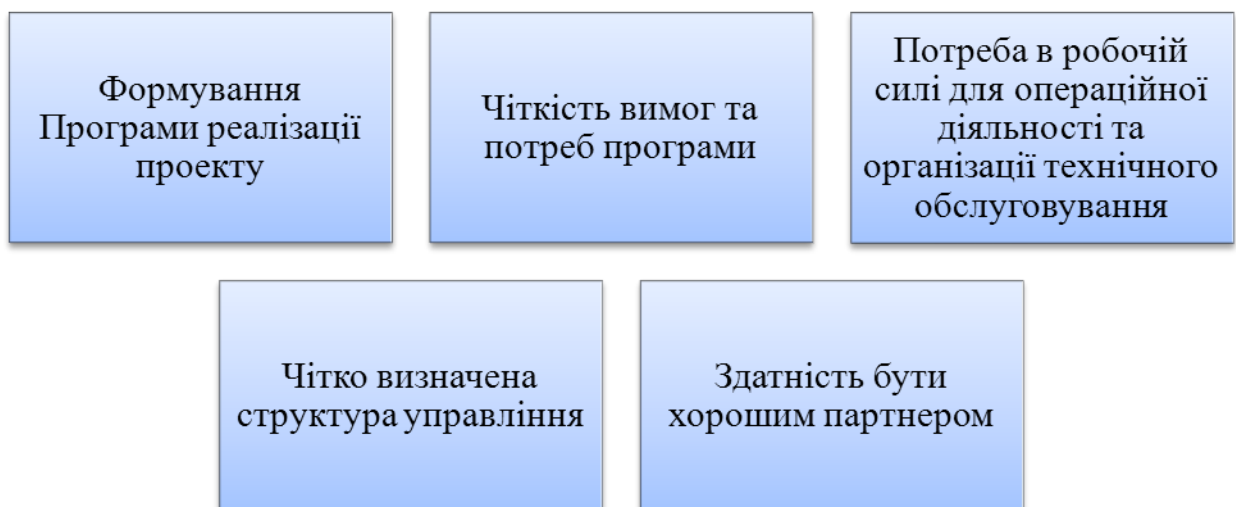 Формування
Програми реалізації
проекту
Чіткість вимог та
потреб програми
Потреба в робочій
силі для операційної
діяльності та
організації технічного
обслуговування
Чітко визначена
структура управління
Здатність бути
хорошим партнером